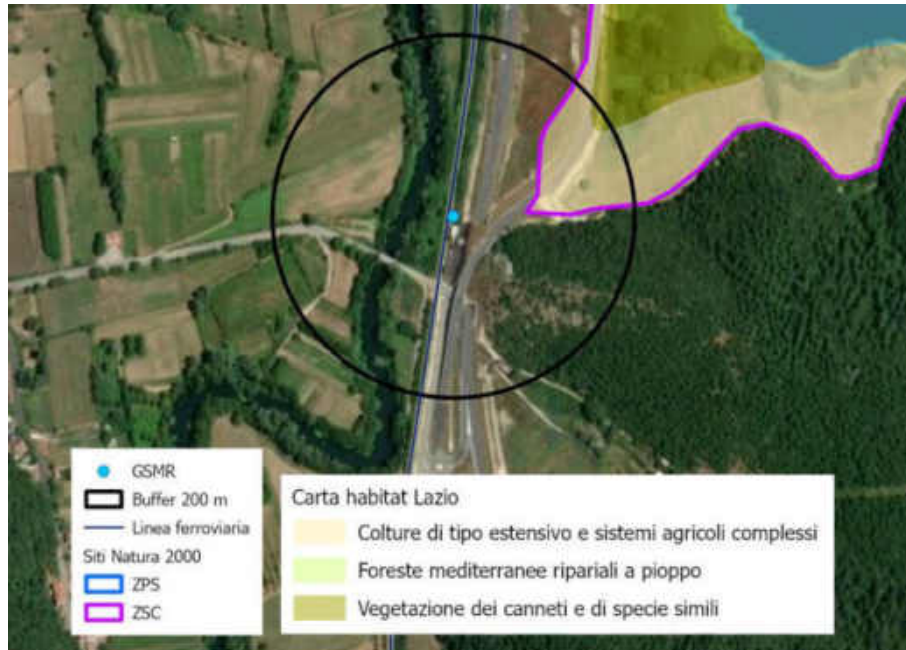 GSMR
Buffer 200 m
Linea ferroviaria
Siti Natura 2000
ZPS
ZSC
Carta habitat Lazio
Colture di tipo estensivo e sistemi agricoli complessi
Foreste mediterranee ripariali a pioppo
Vegetazione dei canneti e di specie simili